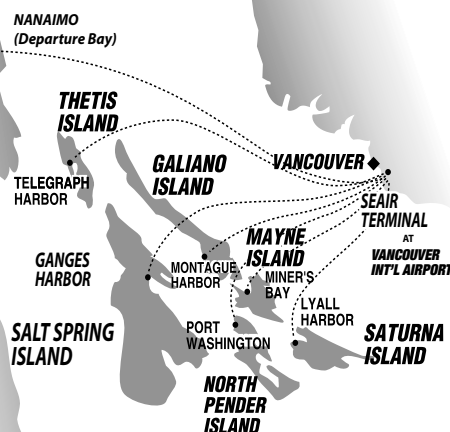 NANAIMO
(Departure Bay)
THETIS
ISLAND
GALIANO
ISLAND
VANCOUVER
TELEGRAPH
HARBOR
SEAIR
TERMINAL
AT
VANCOUVER
INT'L AIRPORT
MAYNE
ISLAND
GANGES
HARBOR
MONTAGUE
HARBOR
MINER'S
BAY
LYALL
HARBOR
SALT SPRING
ISLAND
PORT
WASHINGTON
SATURNA
ISLAND
NORTH
PENDER
ISLAND